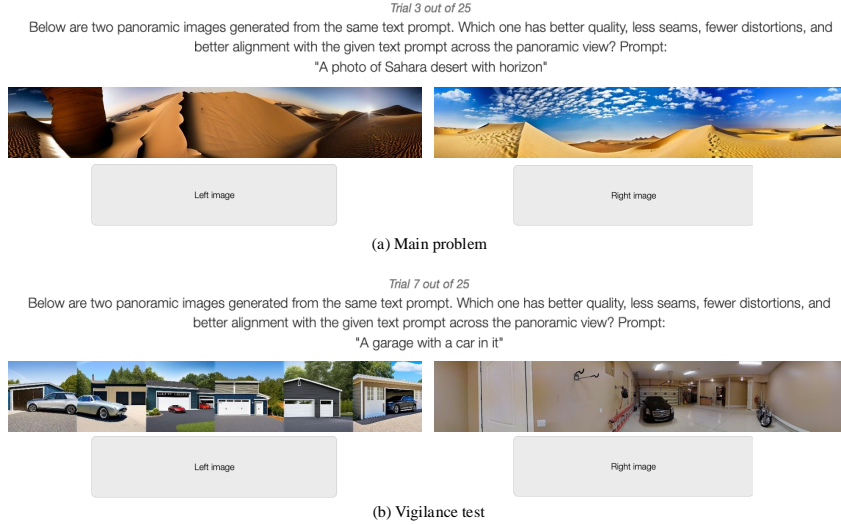 Trial 3 out of 25
Below are two panoramic images generated from the same text prompt. Which one has better quality, less seams, fewer distortions, and
better alignment with the given text prompt across the panoramic view? Prompt:
"A photo of Sahara desert with horizon"
Left image
Right image
(a) Main problem
Trial 7 out of 25
Below are two panoramic images generated from the same text prompt. Which one has better quality, less seams, fewer distortions, and
better alignment with the given text prompt across the panoramic view? Prompt:
"A garage with a car in it"
Left image
Right image
(b) Vigilance test